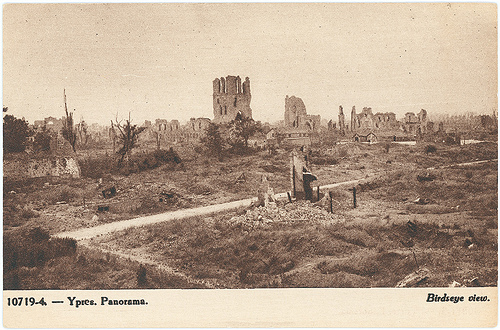 10719-4. — Ypres. Panorama. Birdseye view.